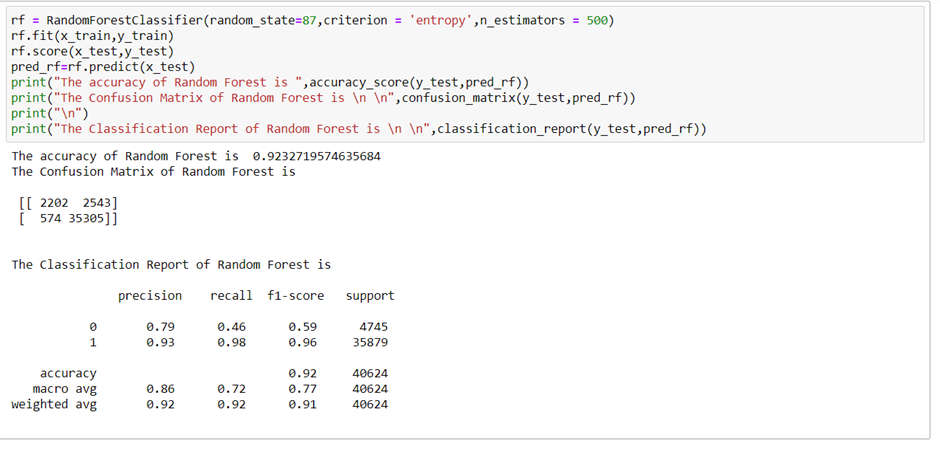 rf = RandomForestClassifier(random_state=87,criterion = 'entropy',n_estimators = 500)
rf.fit(x_train,y_train)
rf.score(x_test,y_test)
pred_rf=rf.predict(x_test)
print("The accuracy of Random Forest is ",accuracy_score(y_test,pred_rf))
print("The Confusion Matrix of Random Forest is \n \n",confusion_matrix(y_test,pred_rf))
print("\n")
print("The Classification Report of Random Forest is \n \n",classification_report(y_test,pred_rf))
The accuracy of Random Forest is  0.9232719574635684
The Confusion Matrix of Random Forest is
[[ 2202  2543]
[  574 35305]]
The Classification Report of Random Forest is
precision    recall  f1-score   support
0       0.79      0.46      0.59      4745
1       0.93      0.98      0.96     35879
accuracy                           0.92     40624
macro avg       0.86      0.72      0.77     40624
weighted avg       0.92      0.92      0.91     40624